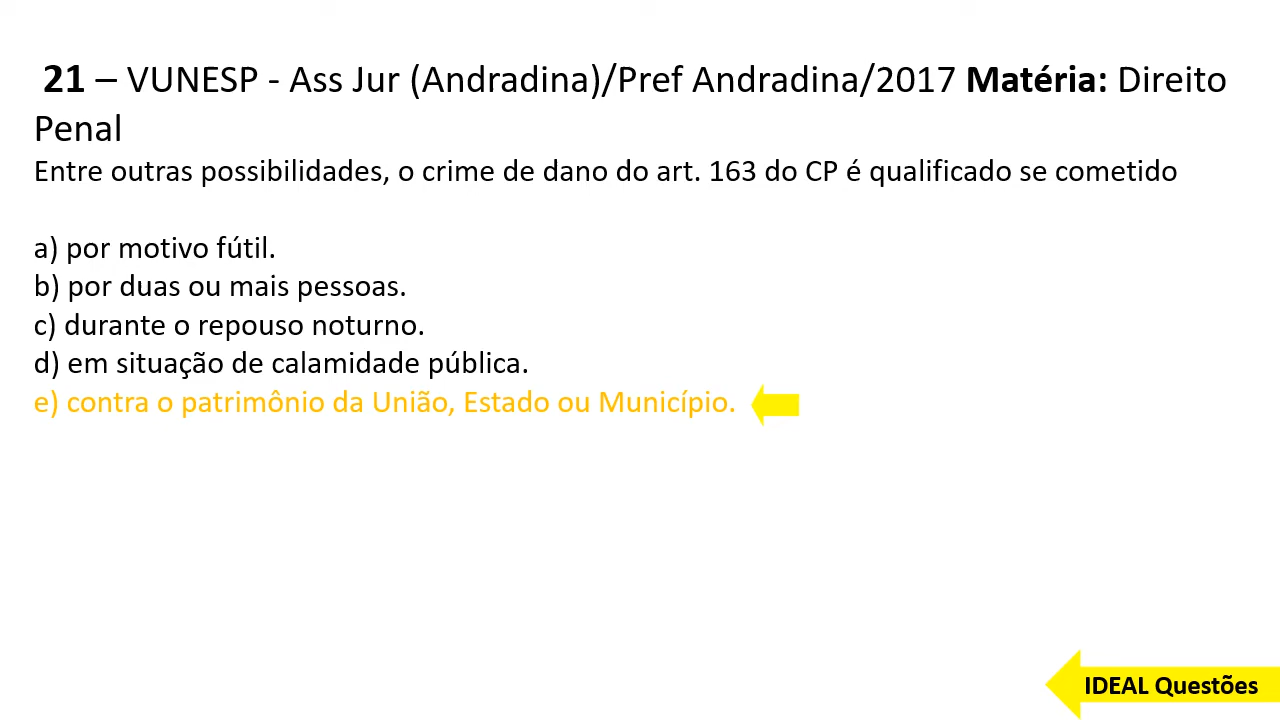 21 – VUNESP - Ass Jur (Andradina)/Pref Andradina/2017 Matéria: Direito
Penal
Entre outras possibilidades, o crime de dano do art. 163 do CP é qualificado se cometido
a) por motivo fútil.
b) por duas ou mais pessoas.
c) durante o repouso noturno.
d) em situação de calamidade pública.
e) contra o patrimônio da União, Estado ou Município.
IDEAL Questões